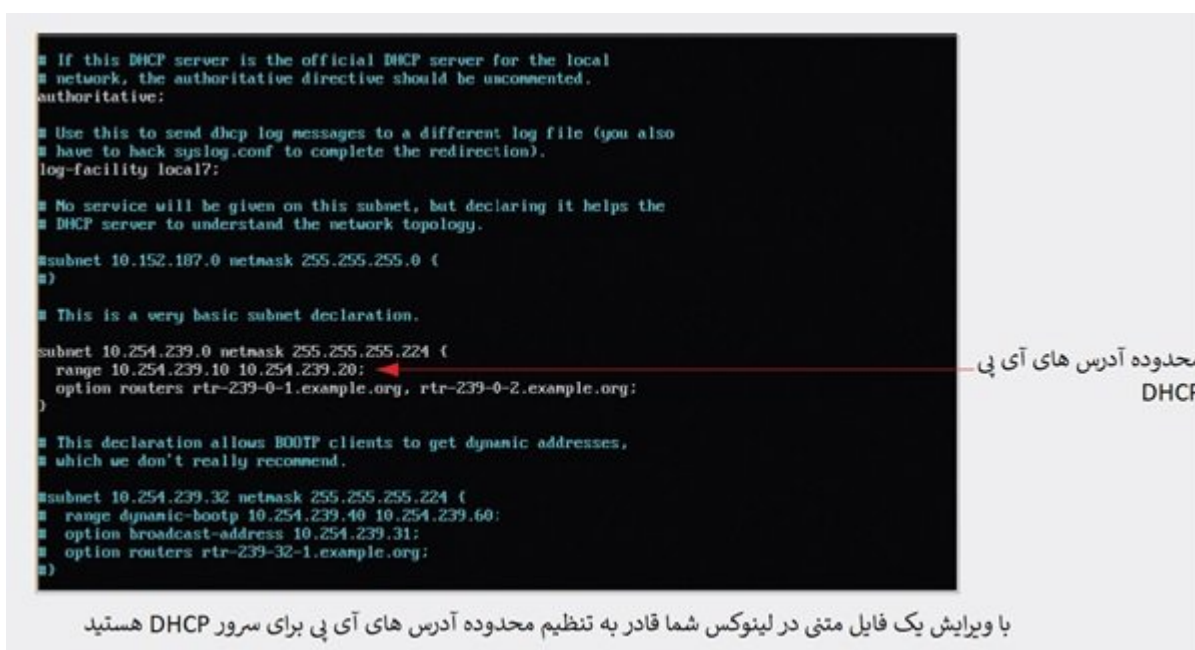 # If this DHCP server is the official DHCP server for the local
# network, the authoritative directive should be uncommented.
authoritative;
# Use this to send dhcp log messages to a different log file (you also
# have to hack syslog.conf to complete the redirection).
log-facility local7;
# No service will be given on this subnet, but declaring it helps the
# DHCP server to understand the network topology.
#subnet 10.152.187.0 netmask 255.255.255.0 {
#}
# This is a very basic subnet declaration.
subnet 10.254.239.0 netmask 255.255.255.224 {
range 10.254.239.10 10.254.239.20;
option routers rtr-239-0-1.example.org, rtr-239-0-2.example.org;
}
محدوده آدرس های آی پی
DHCP
# This declaration allows BOOTP clients to get dynamic addresses,
# which we don't really recommend.
#subnet 10.254.239.32 netmask 255.255.255.224 {
# range dynamic-bootp 10.254.239.40 10.254.239.60;
# option broadcast-address 10.254.239.31;
# option routers rtr-239-32-1.example.org;
#}
با ویرایش یک فایل متنی در لینوکس شما قادر به تنظیم محدوده آدرس های آی پی برای سرور DHCP هستید